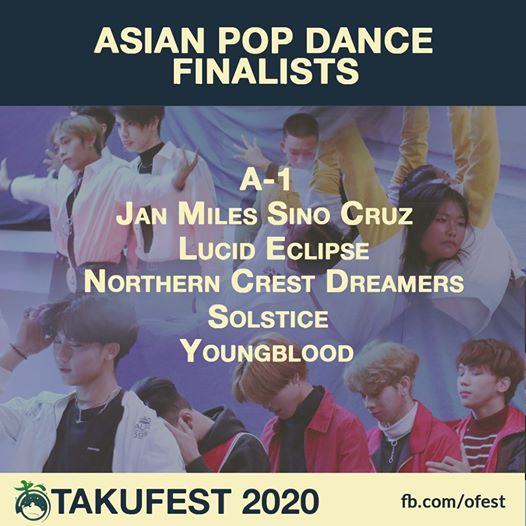 ASIAN POP DANCE
FINALISTS
A-1
JAN MILES SINO CRUZ
LUCID ECLIPSE
NORTHERN CREST DREAMERS
SOLSTICE
YOUNGBLOOD
OTAKUFEST 2020
fb.com/ofest